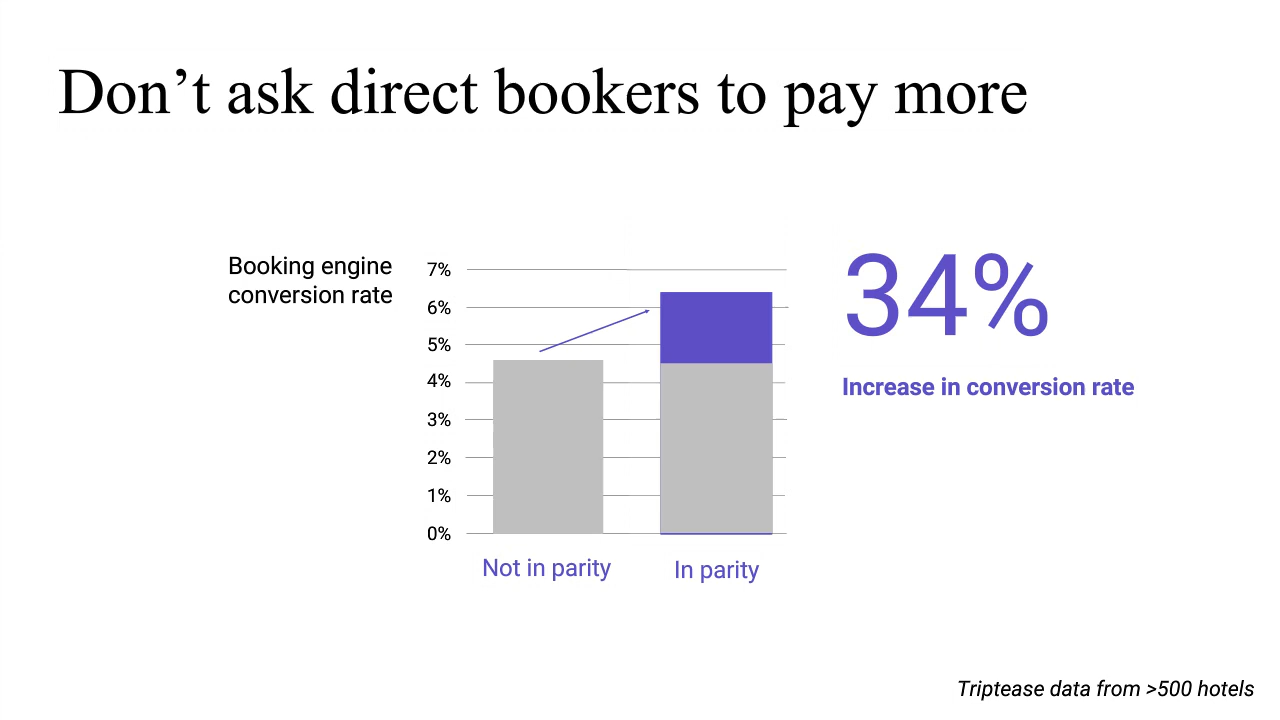 Don’t ask direct bookers to pay more
Booking engine
conversion rate
7%
6%
5%
4%
3%
2%
1%
0%
Not in parity
In parity
34%
Increase in conversion rate
Triptease data from >500 hotels